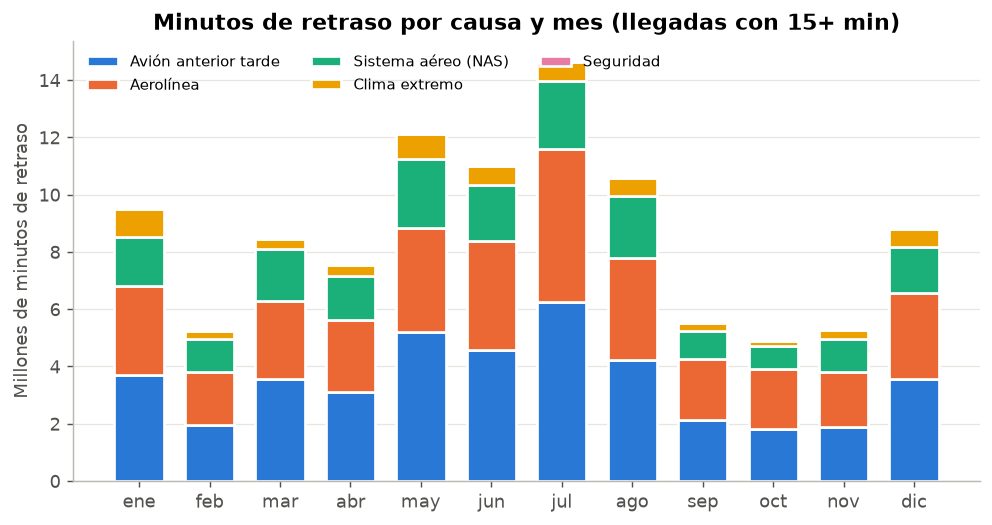 Minutos de retraso por causa y mes (llegadas con 15+ min)
Avión anterior tarde
Aerolínea
Sistema aéreo (NAS)
Clima extremo
Seguridad
Millones de minutos de retraso
14
12
10
8
6
4
2
0
ene feb mar abr may jun jul ago sep oct nov dic